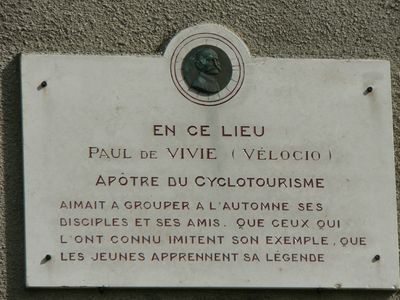 EN CE LIEU
PAUL DE VIVIE (VÉLOCIO)
APÔTRE DU CYCLOTOURISME
AIMAIT A GROUPER A L'AUTOMNE SES
DISCIPLES ET SES AMIS. QUE CEUX QUI
L'ONT CONNU IMITENT SON EXEMPLE, QUE
LES JEUNES APPRENNENT SA LÉGENDE